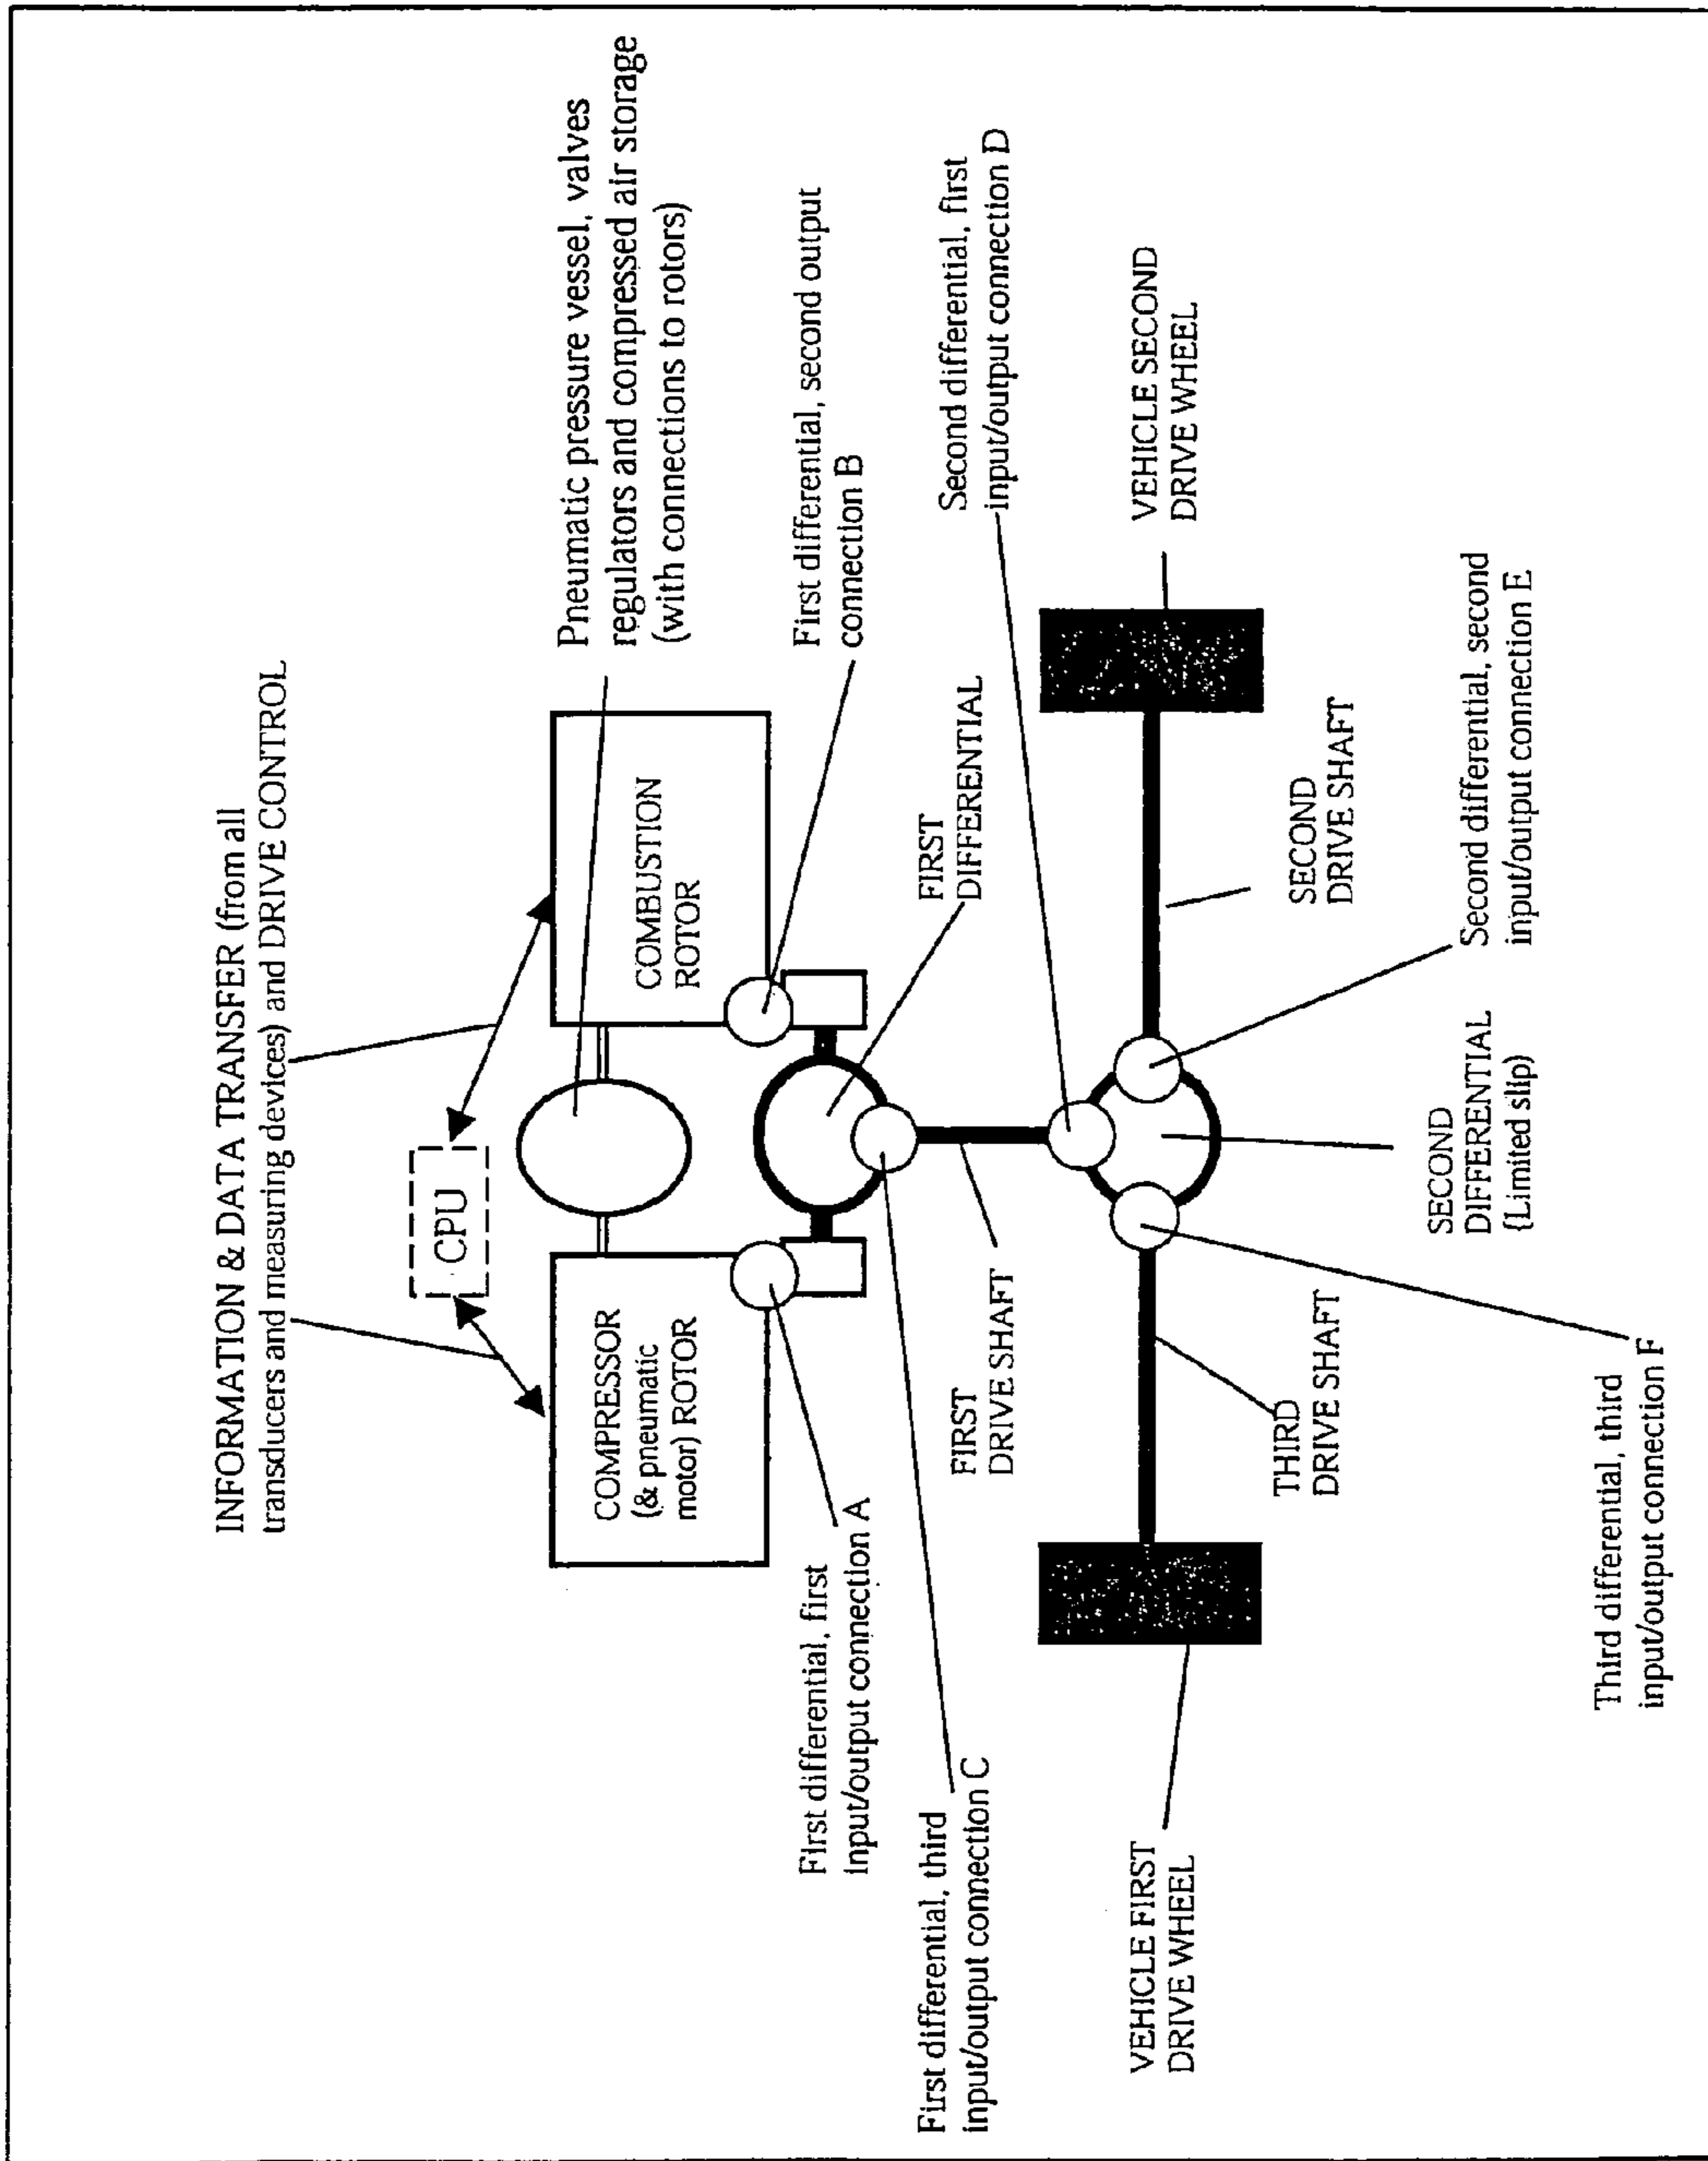 INFORMATION & DATA TRANSFER (from all
transducers and measuring devices) and DRIVE CONTROL
CPU
COMPRESSOR
(& pneumatic
motor) ROTOR
COMBUSTION
ROTOR
Pneumatic pressure vessel, valves
regulators and compressed air storage
(with connections to rotors)
First differential, first
input/output connection A
First differential, second output
connection B
First differential, third
input/output connection C
FIRST
DIFFERENTIAL
FIRST
DRIVE SHAFT
Second differential, first
input/output connection D
VEHICLE FIRST
DRIVE WHEEL
THIRD
DRIVE SHAFT
SECOND
DIFFERENTIAL
{Limited slip)
SECOND
DRIVE SHAFT
VEHICLE SECOND
DRIVE WHEEL
Second differential, second
input/output connection E
Third differential, third
input/output connection F